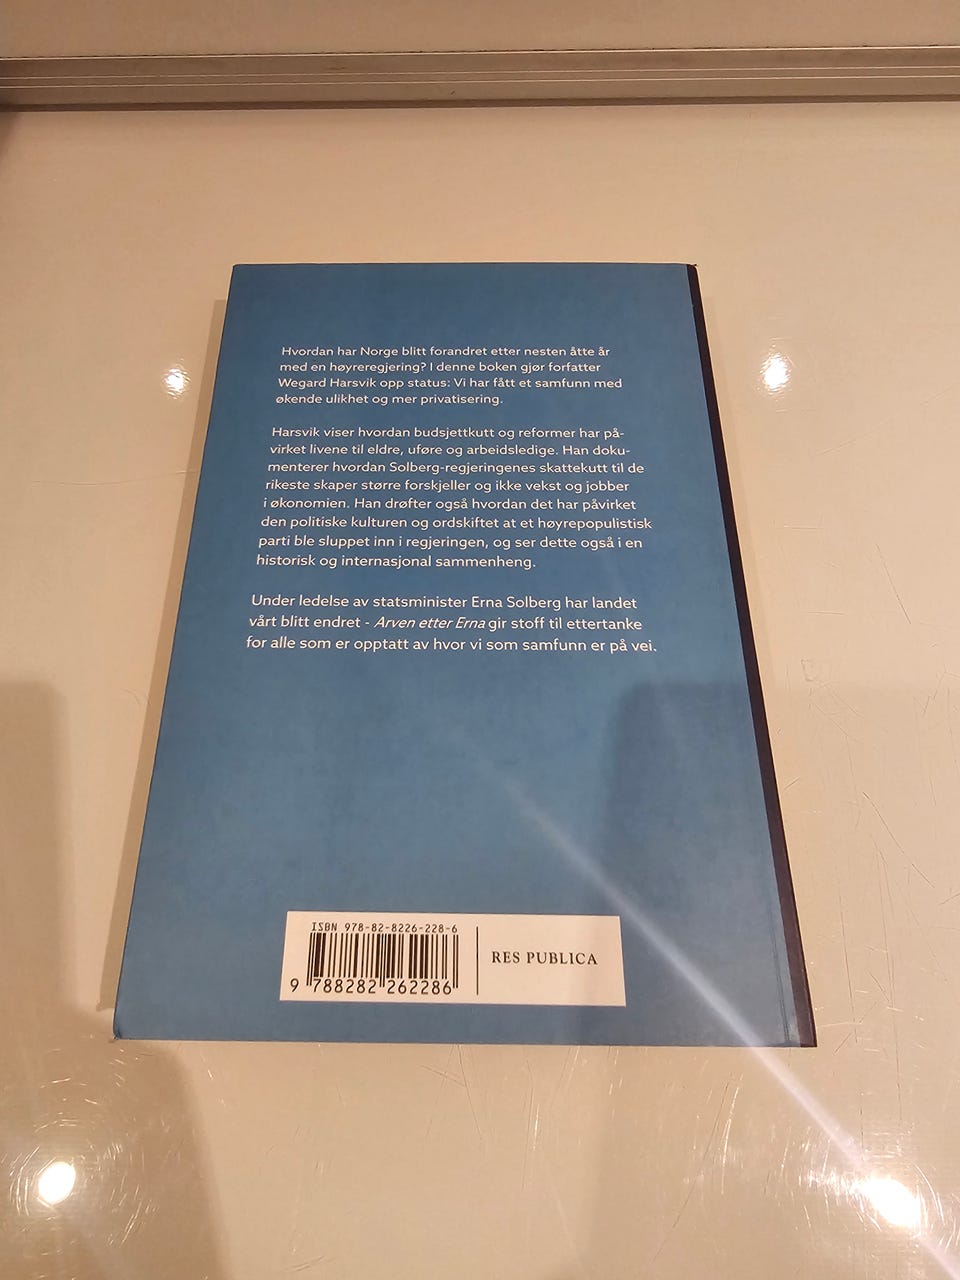 Hvordan har Norge blitt forandret etter nesten åtte år
med en høyreregjering? I denne boken gjør forfatter
Wegard Harsvik opp status: Vi har fått et samfunn med
økende ulikhet og mer privatisering.
Harsvik viser hvordan budsjettkutt og reformer har på-
virket livene til eldre, uføre og arbeidsledige. Han doku-
menterer hvordan Solberg-regjeringenes skattekutt til de
rikeste skaper større forskjeller og ikke vekst og jobber
i økonomien. Han drøfter også hvordan det har påvirket
den politiske kulturen og ordskiftet at et høyrepopulistisk
parti ble sluppet inn i regjeringen, og ser dette også i en
historisk og internasjonal sammenheng.
Under ledelse av statsminister Erna Solberg har landet
vårt blitt endret - Arven etter Erna gir stoff til ettertanke
for alle som er opptatt av hvor vi som samfunn er på vei.
ISBN 978-82-8226-228-6
9 788282 262286
RES PUBLICA